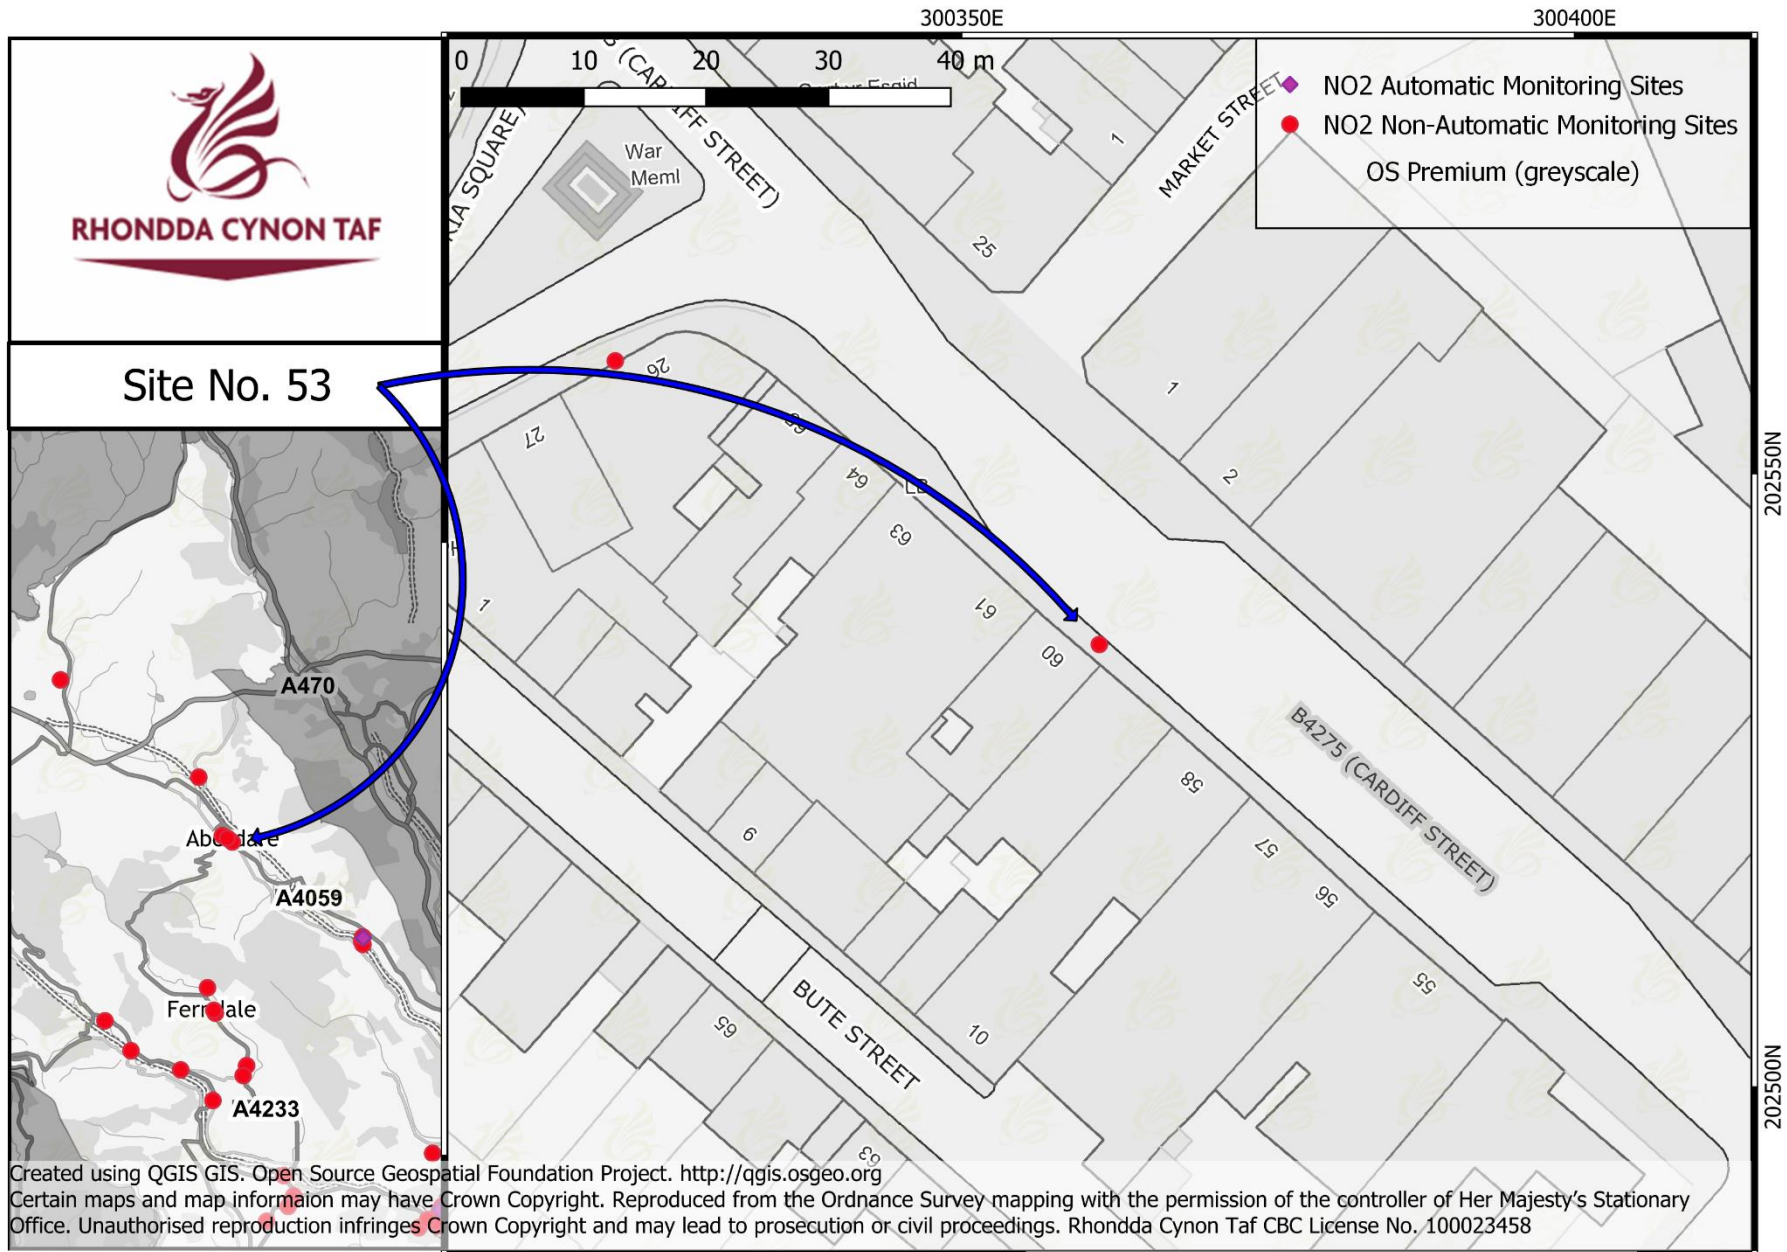 300350E
300400E
RHONDDA CYNON TAF
Site No. 53
0 10 20 30 40 m
NO2 Automatic Monitoring Sites
NO2 Non-Automatic Monitoring Sites
OS Premium (greyscale)
(CARDIFF STREET)
War
Meml
MARKET STREET
1
25
26
27
1
2
64
LB
63
61
60
1
202550N
58
57
56
55
B4275 (CARDIFF STREET)
9
10
65
63
BUTE STREET
202500N
A470
A4059
Ferndale
A4233
Created using QGIS GIS. Open Source Geospatial Foundation Project. http://qgis.osgeo.org
Certain maps and map informaion may have Crown Copyright. Reproduced from the Ordnance Survey mapping with the permission of the controller of Her Majesty's Stationary
Office. Unauthorised reproduction infringes Crown Copyright and may lead to prosecution or civil proceedings. Rhondda Cynon Taf CBC License No. 100023458